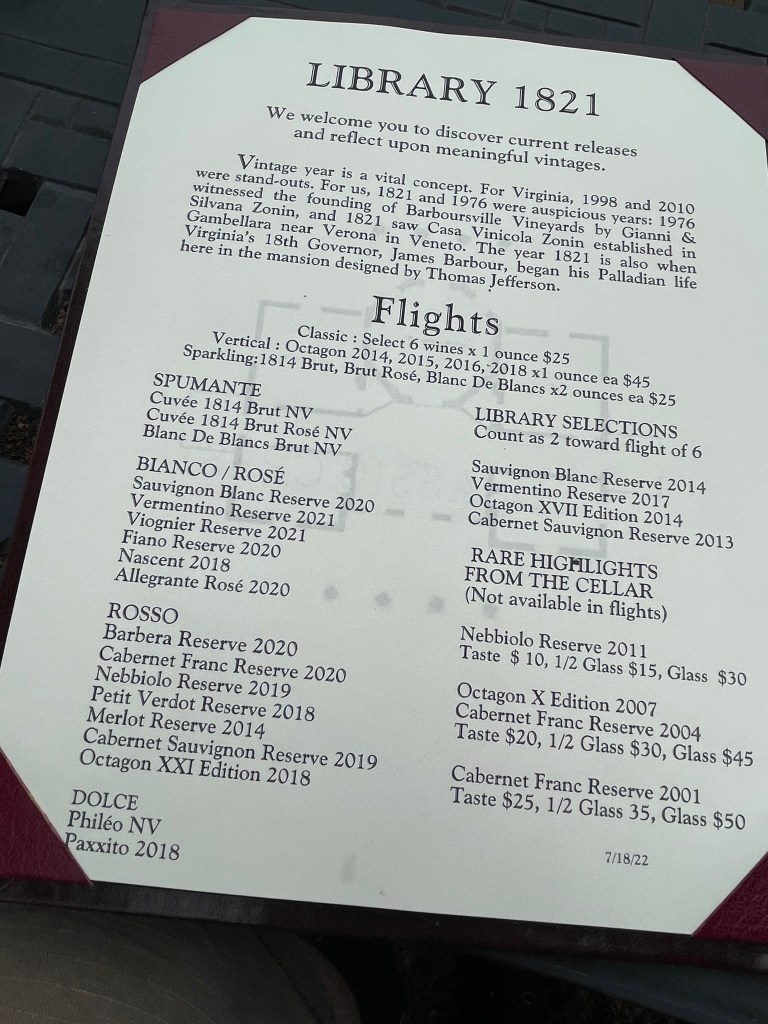 LIBRARY 1821
We welcome you to discover current releases
and reflect upon meaningful vintages.
Vintage year is a vital concept. For Virginia, 1998 and 2010
were stand-outs. For us, 1821 and 1976 were auspicious years: 1976
witnessed the founding of Barboursville Vineyards by Gianni &
Silvana Zonin, and 1821 saw Casa Vinicola Zonin established in
Gambellara near Verona in Veneto. The year 1821 is also when
Virginia's 18th Governor, James Barbour, began his Palladian life
here in the mansion designed by Thomas Jefferson.
Flights
Classic : Select 6 wines x 1 ounce $25
Vertical : Octagon 2014, 2015, 2016, 2018 x1 ounce ea $45
Sparkling:1814 Brut, Brut Rosé, Blanc De Blancs x2 ounces ea $25
SPUMANTE
Cuvée 1814 Brut NV
Cuvée 1814 Brut Rosé NV
Blanc De Blancs Brut NV
BIANCO / ROSÉ
Sauvignon Blanc Reserve 2020
Vermentino Reserve 2021
Viognier Reserve 2021
Fiano Reserve 2020
Nascent 2018
Allegrante Rosé 2020
ROSSO
Barbera Reserve 2020
Cabernet Franc Reserve 2020
Nebbiolo Reserve 2019
Petit Verdot Reserve 2018
Merlot Reserve 2014
Cabernet Sauvignon Reserve 2019
Octagon XXI Edition 2018
DOLCE
Philéo NV
Paxxito 2018
LIBRARY SELECTIONS
Count as 2 toward flight of 6
Sauvignon Blanc Reserve 2014
Vermentino Reserve 2017
Octagon XVII Edition 2014
Cabernet Sauvignon Reserve 2013
RARE HIGHLIGHTS
FROM THE CELLAR
(Not available in flights)
Nebbiolo Reserve 2011
Taste $ 10, 1/2 Glass $15, Glass $30
Octagon X Edition 2007
Cabernet Franc Reserve 2004
Taste $20, 1/2 Glass $30, Glass $45
Cabernet Franc Reserve 2001
Taste $25, 1/2 Glass 35, Glass $50
7/18/22